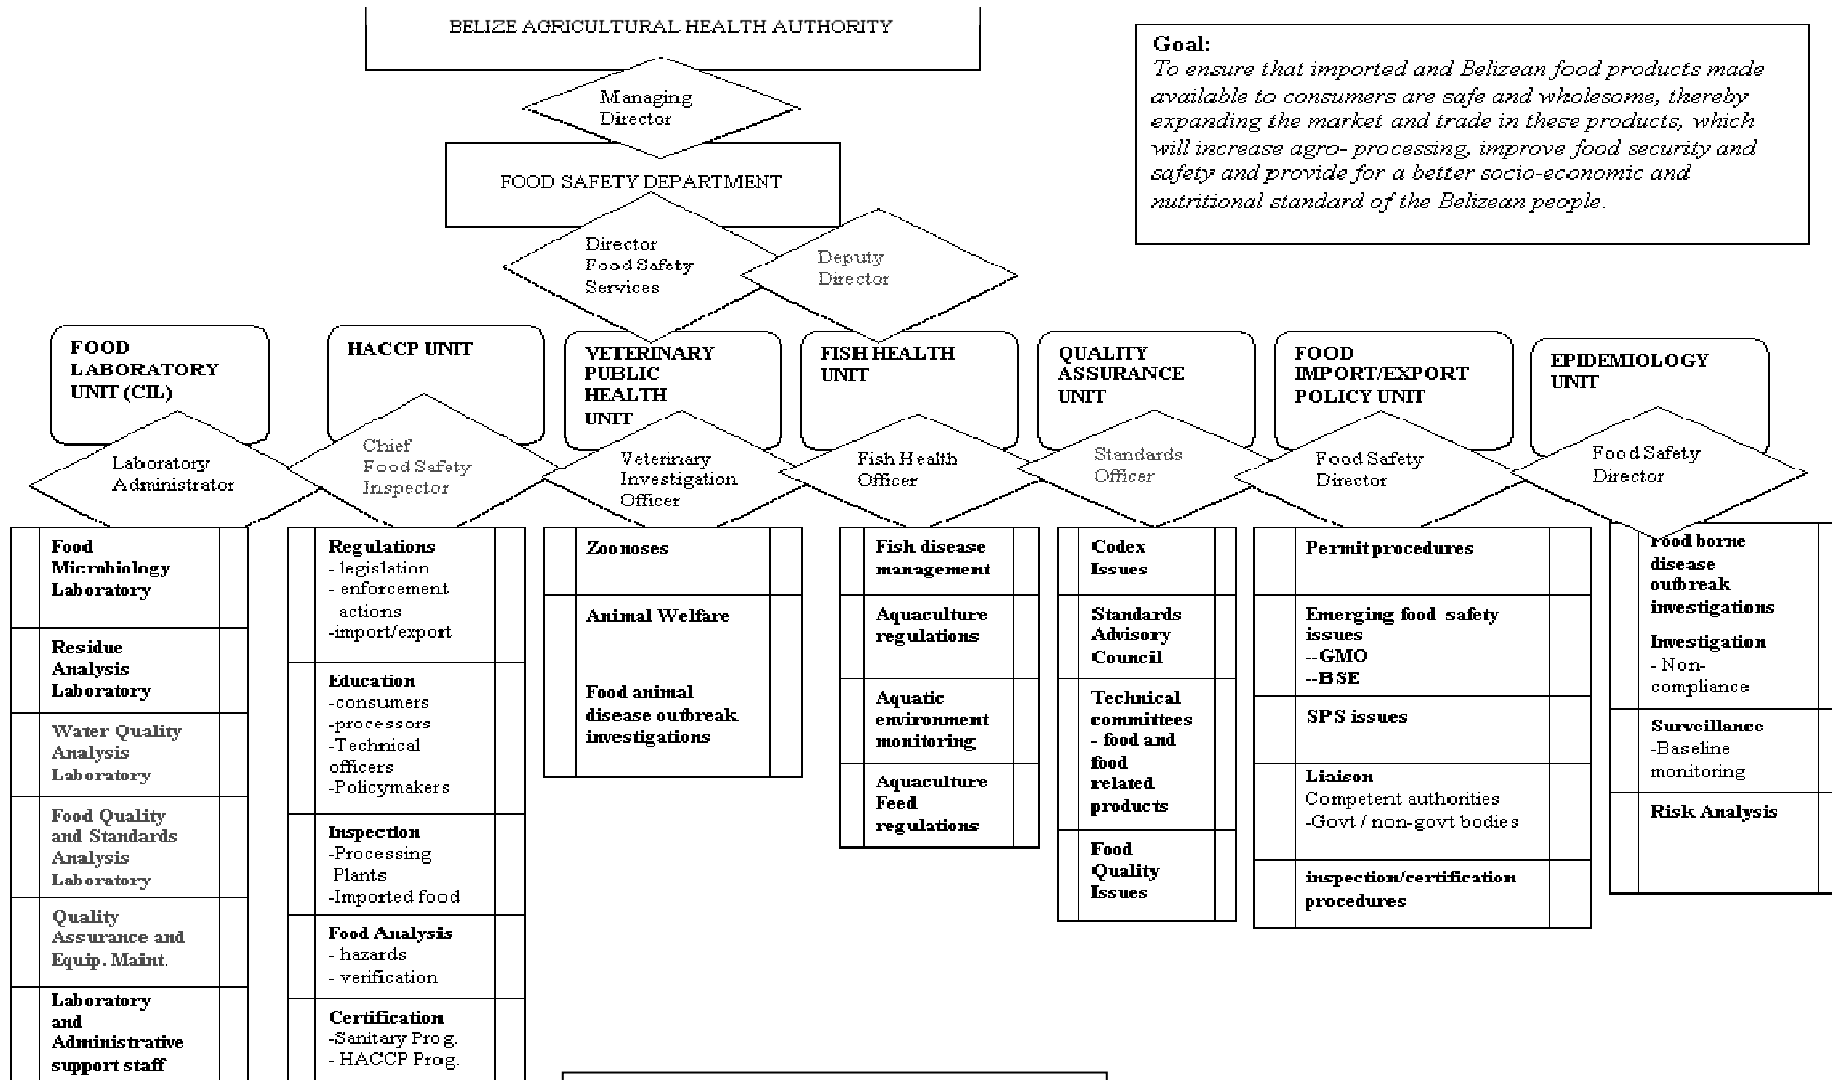 BELIZE AGRICULTURAL HEALTH AUTHORITY
Managing
Director
FOOD SAFETY DEPARTMENT
Director
Food Safety
Services
Deputy
Director
Goal:
To ensure that imported and Belizean food products made
available to consumers are safe and wholesome, thereby
expanding the market and trade in these products, which
will increase agro- processing, improve food security and
safety and provide for a better socio-economic and
nutritional standard of the Belizean people.
FOOD
LABORATORY
UNIT (CIL)
Laboratory
Administrator
Food
Microbiology
Laboratory
Residue
Analysis
Laboratory
Water Quality
Analysis
Laboratory
Food Quality
and Standards
Analysis
Laboratory
Quality
Assurance and
Equip. Maint.
Laboratory
and
Administrative
support staff
HACCP UNIT
Chief
Food Safety
Inspector
Regulations
- legislation
- enforcement
actions
-import/export
Education
-consumers
-processors
-Technical
officers
-Policymakers
Inspection
-Processing
Plants
-Imported food
Food Analysis
- hazards
- verification
Certification
-Sanitary Prog.
- HACCP Prog.
VETERINARY
PUBLIC
HEALTH
UNIT
Veterinary
Investigation
Officer
Zoonoses
Animal Welfare
Food animal
disease outbreak
investigations
FISH HEALTH
UNIT
Fish Health
Officer
Fish disease
management
Aquaculture
regulations
Aquatic
environment
monitoring
Aquaculture
Feed
regulations
QUALITY
ASSURANCE
UNIT
Standards
Officer
Codex
Issues
Standards
Advisory
Council
Technical
committees
- food and
food
related
products
Food
Quality
Issues
FOOD
IMPORT/EXPORT
POLICY UNIT
Food Safety
Director
Permit procedures
Emerging food safety
issues
--GMO
--BSE
SPS issues
Liaison
Competent authorities
-Govt / non-govt bodies
inspection/certification
procedures
EPIDEMIOLOGY
UNIT
Food Safety
Director
Food borne
disease
outbreak
investigations
Investigation
- Non-
compliance
Surveillance
-Baseline
monitoring
Risk Analysis